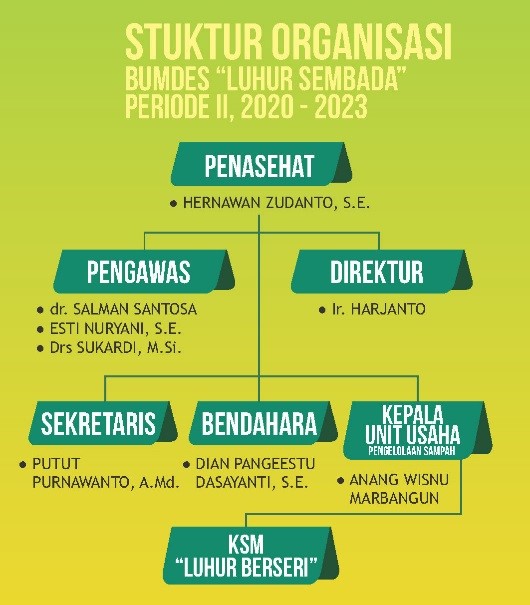 STUKTUR ORGANISASI
BUMDES “LUHUR SEMBADA”
PERIODE II, 2020 - 2023
PENASEHAT
● HERNAWAN ZUDANTO, S.E.
PENGAWAS
● dr. SALMAN SANTOSA
● ESTI NURYANI, S.E.
● Drs SUKARDI, M.Si.
DIREKTUR
● Ir. HARJANTO
SEKRETARIS
● PUTUT
PURNAWANTO, A.Md.
BENDAHARA
● DIAN PANGEESTU
DASAYANTI, S.E.
KEPALA
UNIT USAHA
PENGELOLAAN SAMPAH
● ANANG WISNU
MARBANGUN
KSM
“LUHUR BERSERI”